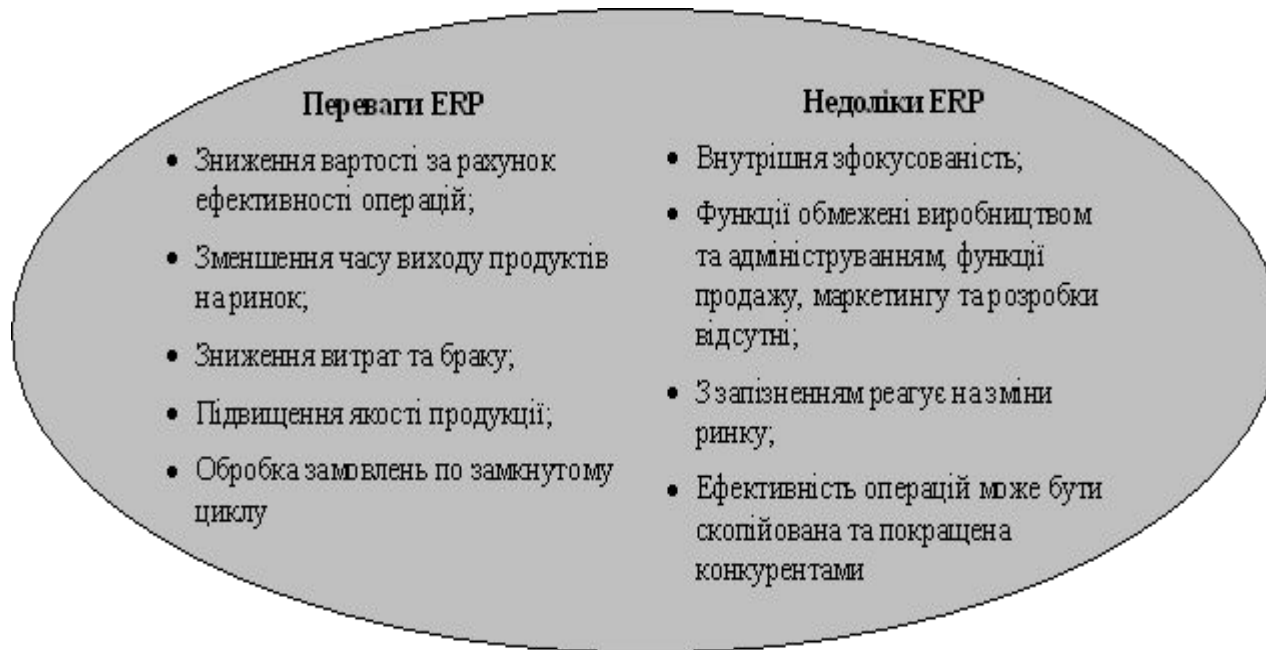 Переваги ERP
• Зниження вартості за рахунок
ефективності операцій;
• Зменшення часу виходу продуктів
на ринок;
• Зниження витрат та браку;
• Підвищення якості продукції;
• Обробка замовлень по замкнутому
циклу
Недоліки ERP
• Внутрішня зфокусованість;
• Функції обмежені виробництвом
та адмініструванням, функції
продажу, маркетингу та розробки
відсутні;
• З запізненням реагує на зміни
ринку;
• Ефективність операцій може бути
скопійована та покращена
конкурентами